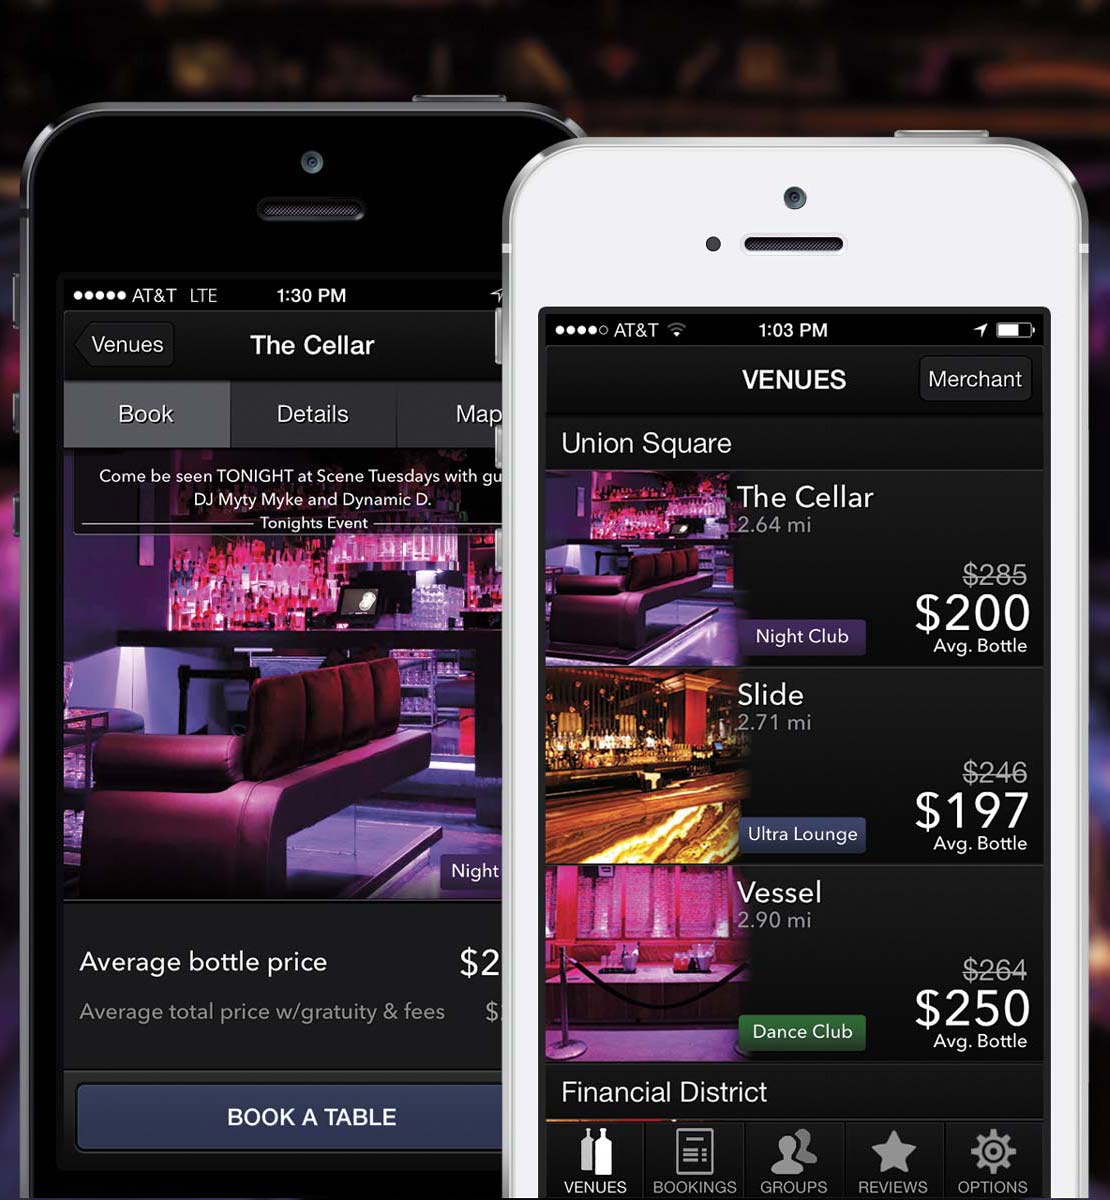 AT&T LTE 1:30 PM
Venues The Cellar
Book Details Map
Come be seen TONIGHT at Scene Tuesdays with gu
DJ Myty Myke and Dynamic D.
Tonights Event
Night
Average bottle price $2
Average total price w/gratuity & fees $
BOOK A TABLE
AT&T 1:03 PM
VENUES Merchant
Union Square
The Cellar
2.64 mi
$285
$200
Night Club
Avg. Bottle
Slide
2.71 mi
$246
$197
Ultra Lounge
Avg. Bottle
Vessel
2.90 mi
$264
$250
Dance Club
Avg. Bottle
Financial District
VENUES BOOKINGS GROUPS REVIEWS OPTIONS